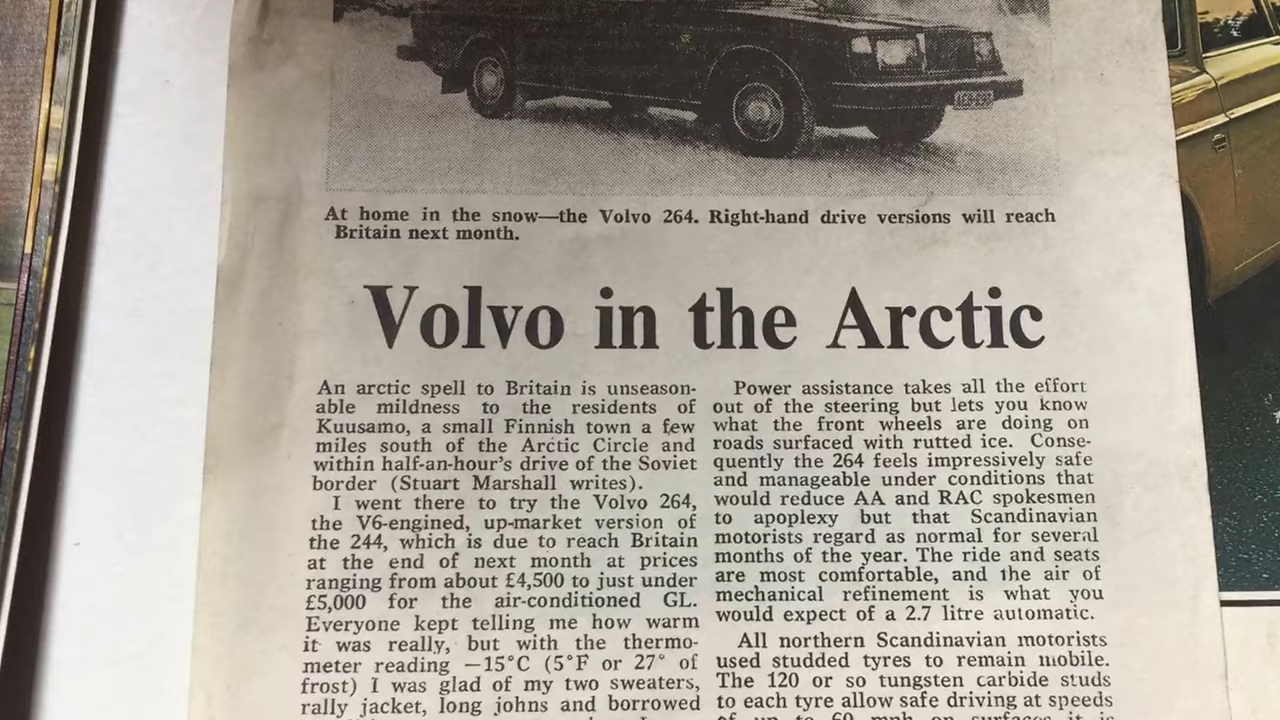 At home in the snow—the Volvo 264. Right-hand drive versions will reach
Britain next month.
Volvo in the Arctic
An arctic spell to Britain is unseason-
able mildness to the residents of
Kuusamo, a small Finnish town a few
miles south of the Arctic Circle and
within half-an-hour's drive of the Soviet
border (Stuart Marshall writes).
I went there to try the Volvo 264,
the V6-engined, up-market version of
the 244, which is due to reach Britain
at the end of next month at prices
ranging from about £4,500 to just under
£5,000 for the air-conditioned GL.
Everyone kept telling me how warm
it was really, but with the thermo-
meter reading —15°C (5°F or 27° of
frost) I was glad of my two sweaters,
rally jacket, long johns and borrowed
Power assistance takes all the effort
out of the steering but lets you know
what the front wheels are doing on
roads surfaced with rutted ice. Conse-
quently the 264 feels impressively safe
and manageable under conditions that
would reduce AA and RAC spokesmen
to apoplexy but that Scandinavian
motorists regard as normal for several
months of the year. The ride and seats
are most comfortable, and the air of
mechanical refinement is what you
would expect of a 2.7 litre automatic.
All northern Scandinavian motorists
used studded tyres to remain mobile.
The 120 or so tungsten carbide studs
to each tyre allow safe driving at speeds
of up to 60 mph on surfaces it is